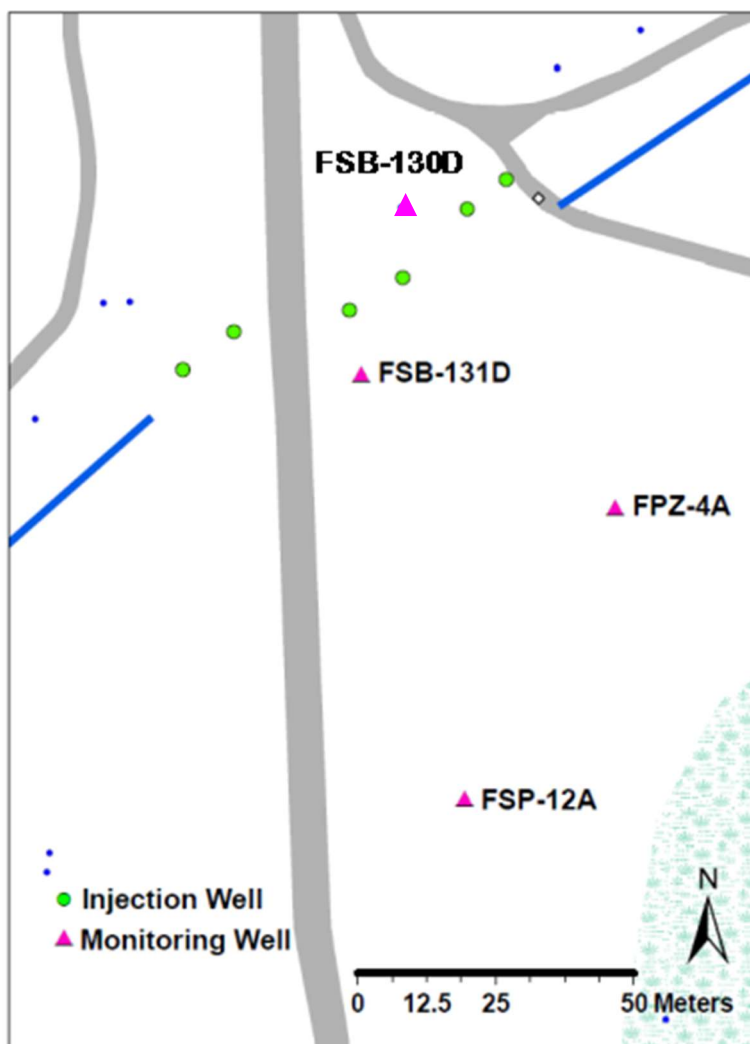 FSB-130D
FSB-131D
FPZ-4A
FSP-12A
N
Injection Well
Monitoring Well
0 12.5 25 50 Meters